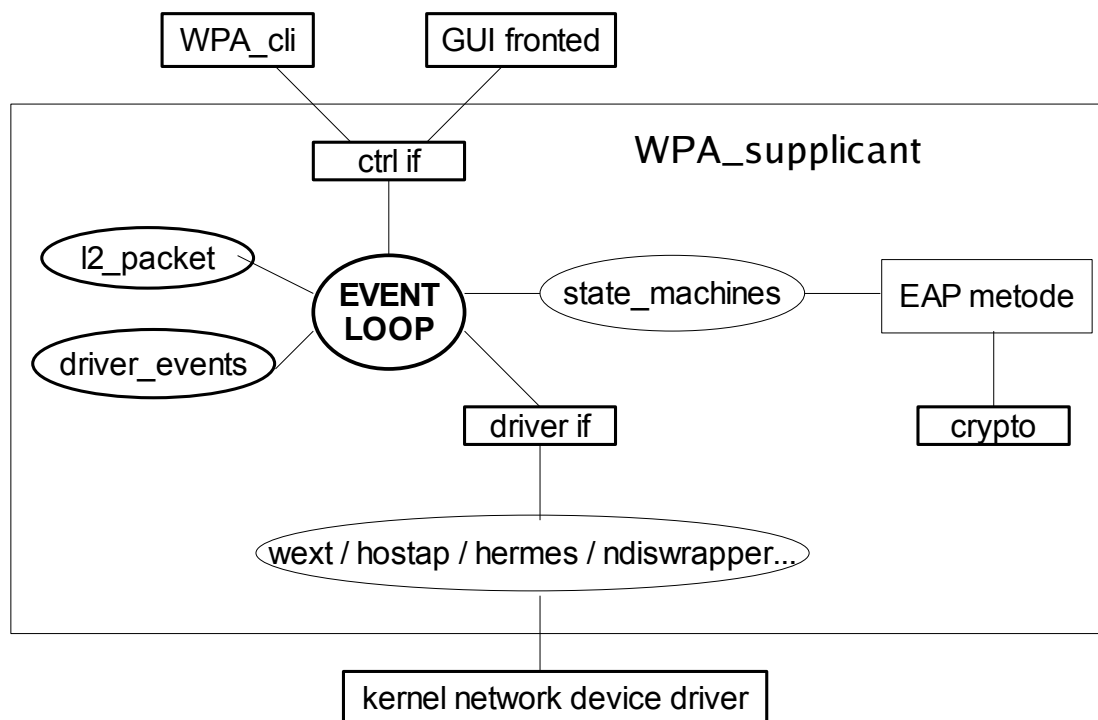 WPA_cli
GUI fronted
WPA_supplicant
ctrl if
l2_packet
EVENT
LOOP
state_machines
EAP metode
driver_events
driver if
crypto
wext / hostap / hermes / ndiswrapper...
kernel network device driver